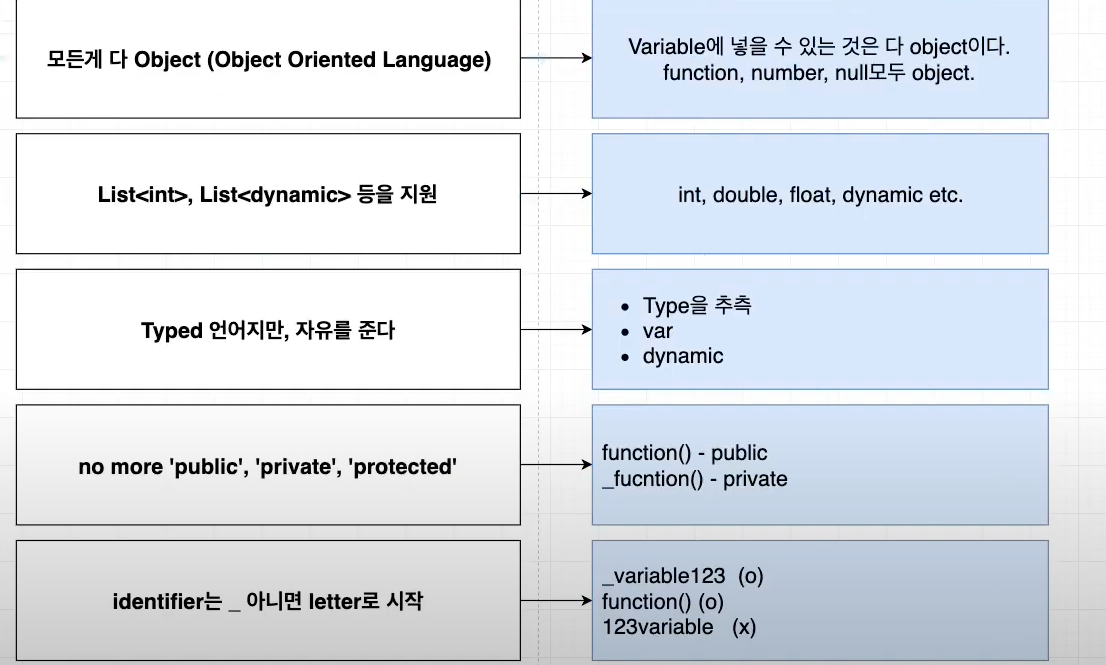 모든게 다 Object (Object Oriented Language)
Variable에 넣을 수 있는 것은 다 object이다.
function, number, null모두 object.
List<int>, List<dynamic> 등을 지원
int, double, float, dynamic etc.
Typed 언어지만, 자유를 준다
• Type을 추측
• var
• dynamic
no more 'public', 'private', 'protected'
function() - public
_fucntion() - private
identifier는 _ 아니면 letter로 시작
_variable123 (o)
function() (o)
123variable (x)